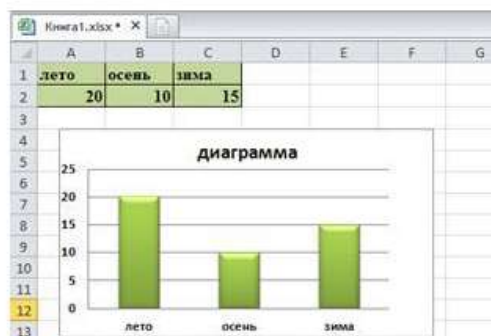 Книга1.xlsx *
A B C D E F G
1 лето осень зима
2 20 10 15
3
4
5
6
7
8
9
10
11
12
13
диаграмма
25
20
15
10
5
0
лето осень зима